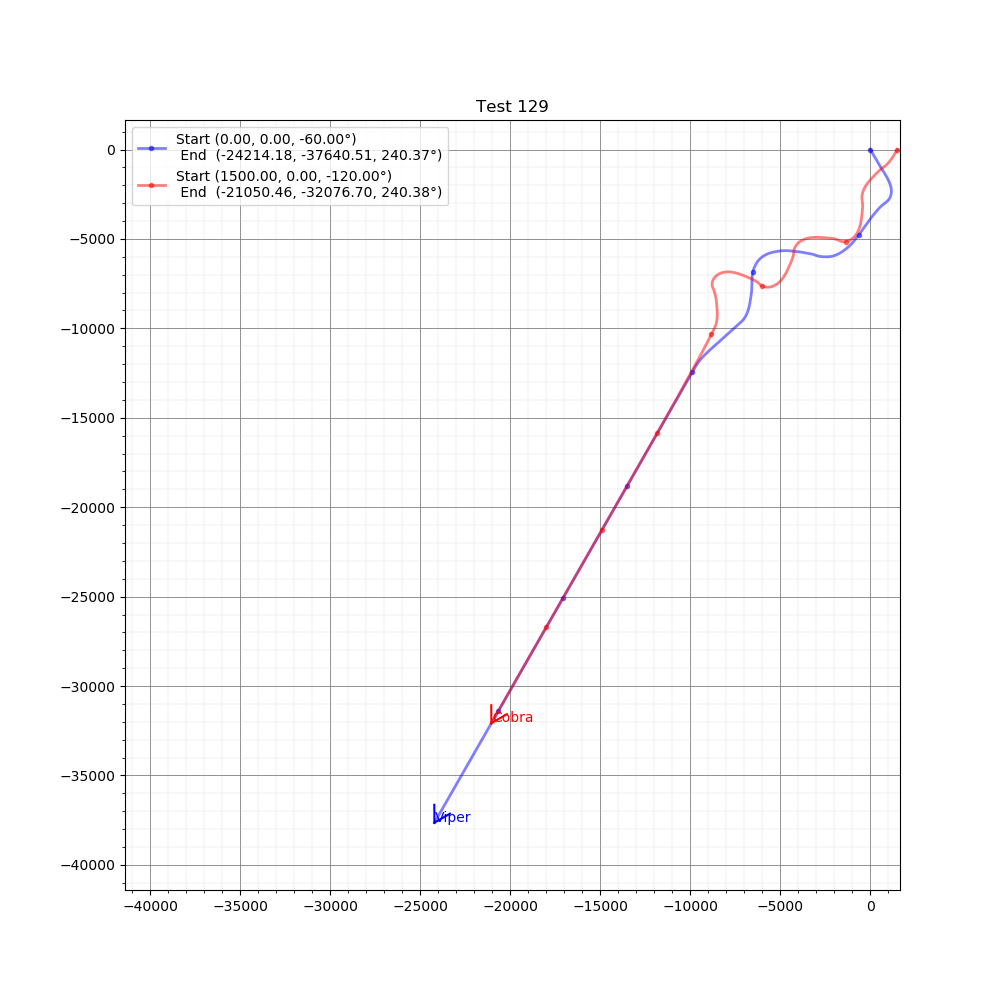 Test 129
Start (0.00, 0.00, -60.00°)
End (-24214.18, -37640.51, 240.37°)
Start (1500.00, 0.00, -120.00°)
End (-21050.46, -32076.70, 240.38°)
0
−5000
−10000
−15000
−20000
−25000
−30000
−35000
−40000
Cobra
Viper
−40000 −35000 −30000 −25000 −20000 −15000 −10000 −5000 0